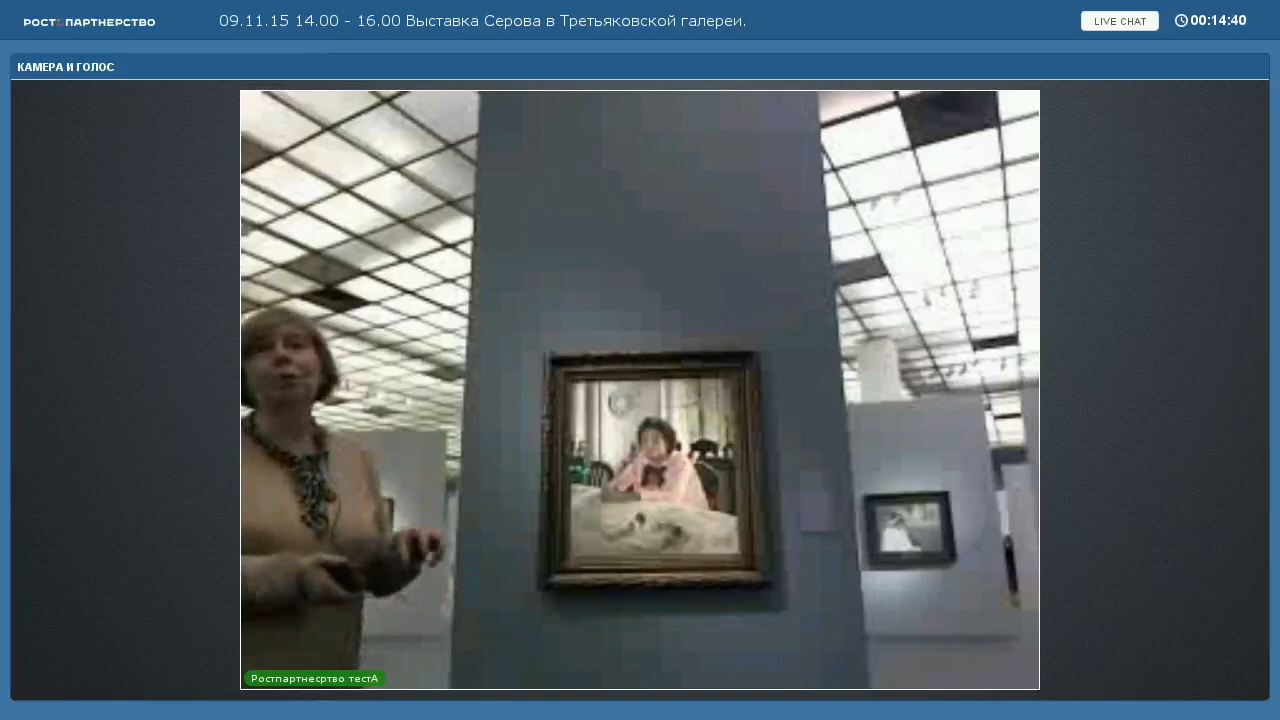 РОСТ ПАРТНЕРСТВО
09.11.15 14.00 - 16.00 Выставка Серова в Третьяковской галереи.
LIVE CHAT
00:14:40
КАМЕРА И ГОЛОС
Ростпартнесртво тестА